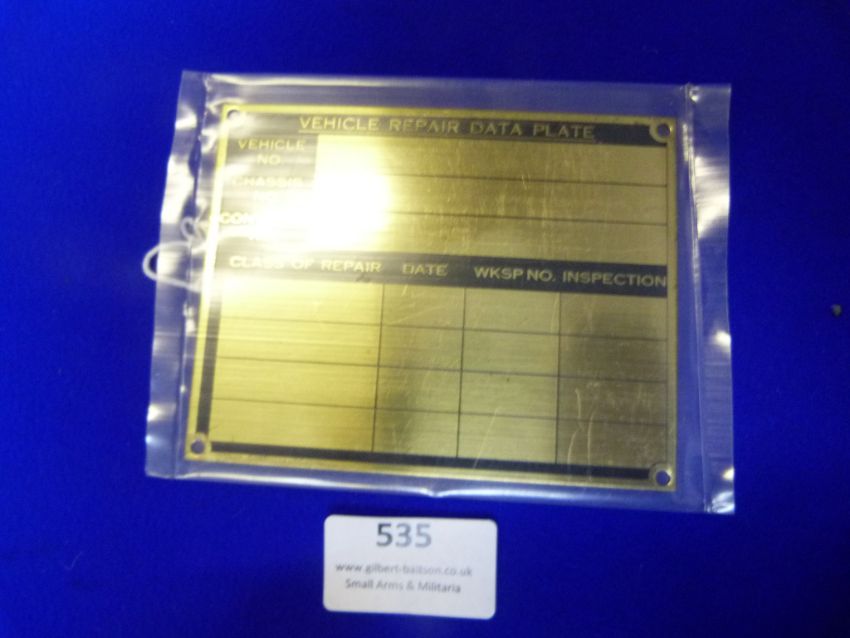 VEHICLE REPAIR DATA PLATE
VEHICLE
NO.
CHASSIS
CLASS OF REPAIR DATE WKSP NO. INSPECTION
535
www.gilbert-baitson.co.uk
Small Arms & Militaria